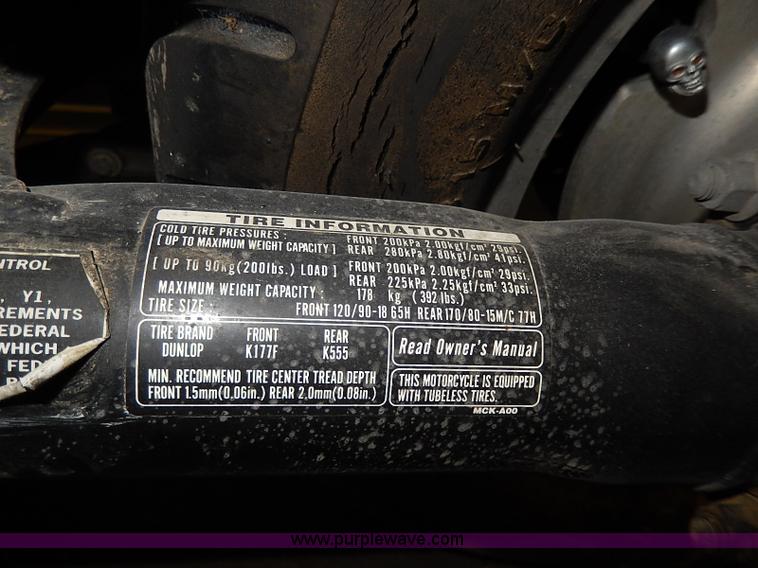 TIRE INFORMATION
COLD TIRE PRESSURES :
[ UP TO MAXIMUM WEIGHT CAPACITY ] FRONT 200kPa 2.00kgf/cm² 29psi.
REAR 280kPa 2.80kgf/cm² 41psi.
[ UP TO 90kg(200lbs.) LOAD ] FRONT 200kPa 2.00kgf/cm² 29psi.
REAR 225kPa 2.25kgf/cm² 33psi.
MAXIMUM WEIGHT CAPACITY : 178 kg (392 lbs.)
TIRE SIZE : FRONT 120/90-18 65H REAR 170/80-15M/C 77H
TIRE BRAND FRONT REAR
DUNLOP K177F K555
MIN. RECOMMEND TIRE CENTER TREAD DEPTH
FRONT 1.5mm(0.06in.) REAR 2.0mm(0.08in.)
Read Owner's Manual
THIS MOTORCYCLE IS EQUIPPED
WITH TUBELESS TIRES.
MCK-A00
NTROL
, Y1,
REMENTS
EDERAL
WHICH
FED
www.purplewave.com